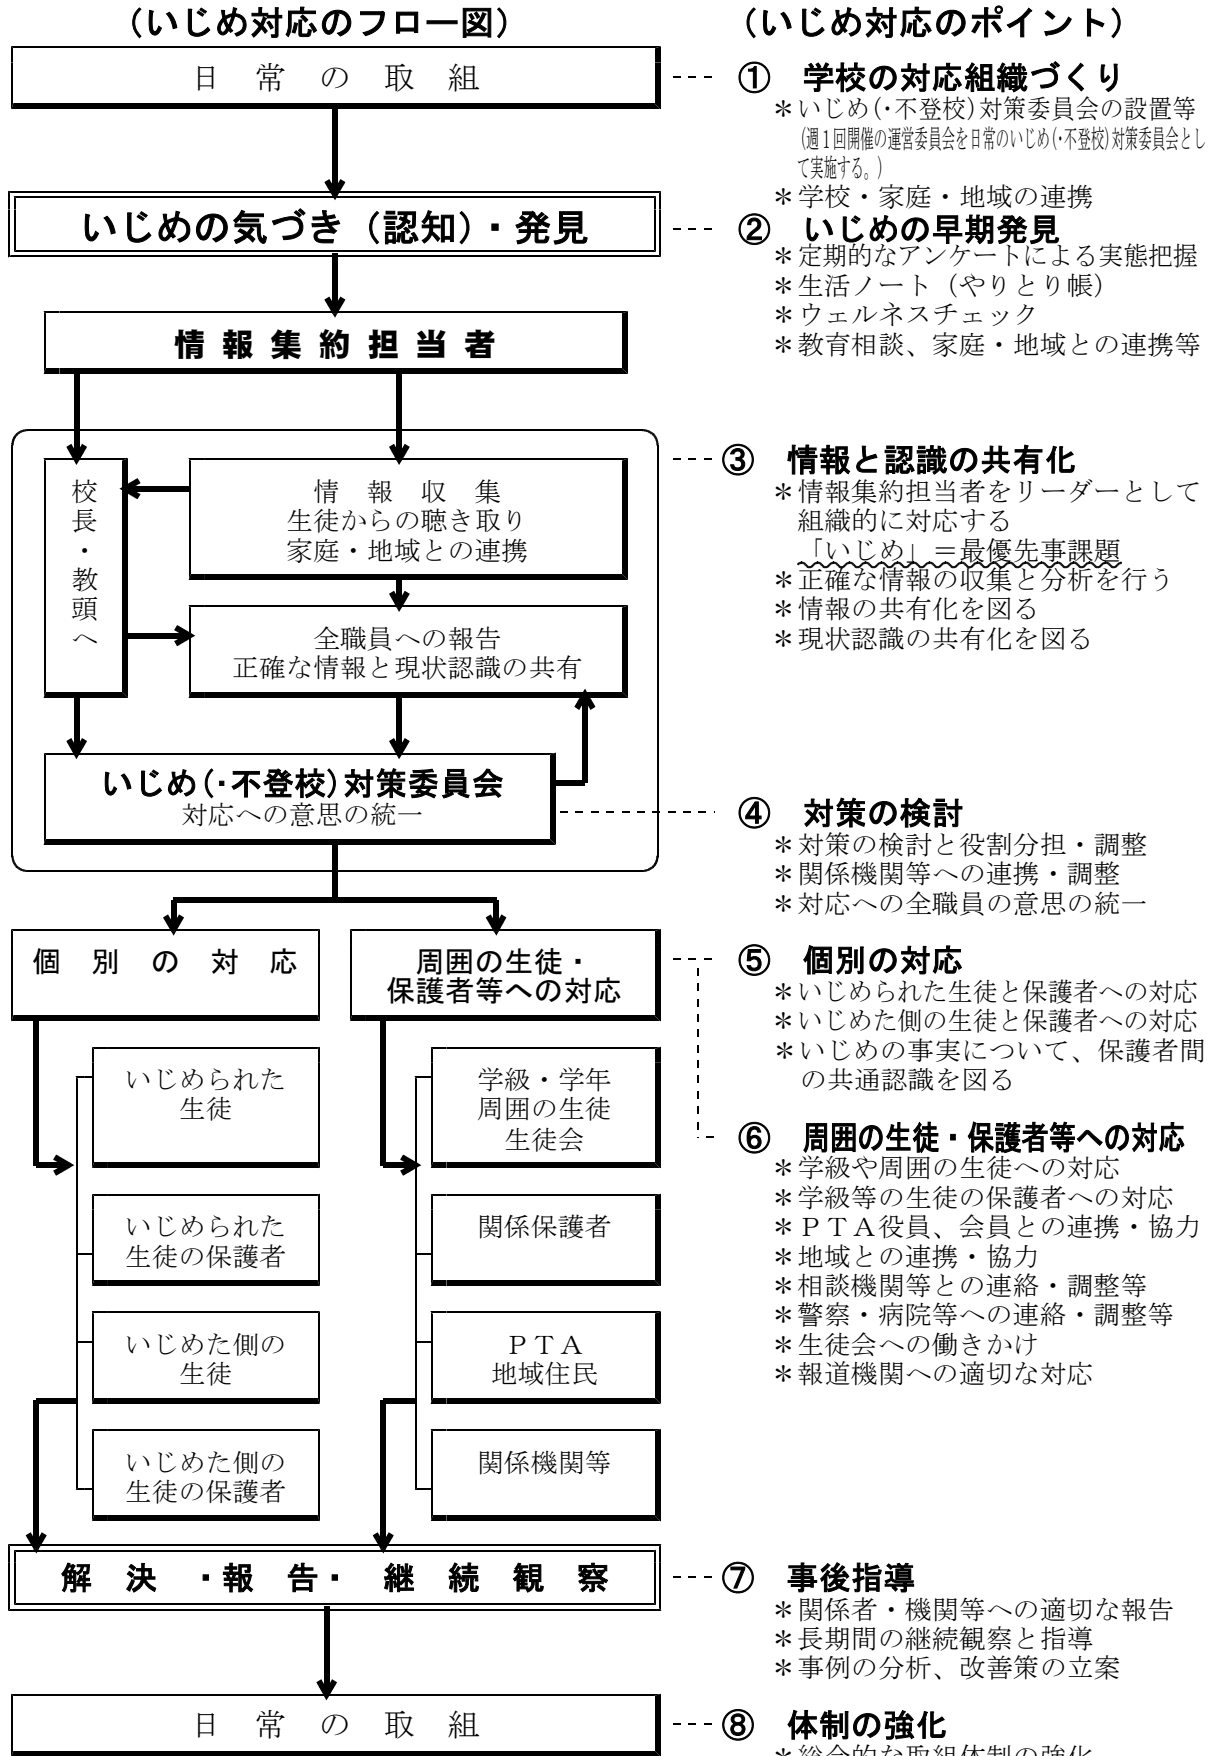 (いじめ対応のフロー図)
日　常　の　取　組
いじめの気づき（認知）・発見
情報集約担当者
校長・教頭へ
情　報　収　集
生徒からの聴き取り
家庭・地域との連携
全職員への報告
正確な情報と現状認識の共有
いじめ(・不登校)対策委員会
対応への意思の統一
個　別　の　対　応
周囲の生徒・
保護者等への対応
いじめられた
生徒
いじめられた
生徒の保護者
いじめた側の
生徒
いじめた側の
生徒の保護者
学級・学年
周囲の生徒
生徒会
関係保護者
ＰＴＡ
地域住民
関係機関等
解　決　・報　告・　継　続　観　察
日　常　の　取　組
(いじめ対応のポイント)
①　学校の対応組織づくり
＊いじめ(・不登校)対策委員会の設置等
(週１回開催の運営委員会を日常のいじめ(・不登校)対策委員会とし
て実施する。)
＊学校・家庭・地域の連携
②　いじめの早期発見
＊定期的なアンケートによる実態把握
＊生活ノート（やりとり帳）
＊ウェルネスチェック
＊教育相談、家庭・地域との連携等
③　情報と認識の共有化
＊情報集約担当者をリーダーとして
組織的に対応する
「いじめ」＝最優先事課題
＊正確な情報の収集と分析を行う
＊情報の共有化を図る
＊現状認識の共有化を図る
④　対策の検討
＊対策の検討と役割分担・調整
＊関係機関等への連携・調整
＊対応への全職員の意思の統一
⑤　個別の対応
＊いじめられた生徒と保護者への対応
＊いじめた側の生徒と保護者への対応
＊いじめの事実について、保護者間
の共通認識を図る
⑥　周囲の生徒・保護者等への対応
＊学級や周囲の生徒への対応
＊学級等の生徒の保護者への対応
＊ＰＴＡ役員、会員との連携・協力
＊地域との連携・協力
＊相談機関等との連絡・調整等
＊警察・病院等への連絡・調整等
＊生徒会への働きかけ
＊報道機関への適切な対応
⑦　事後指導
＊関係者・機関等への適切な報告
＊長期間の継続観察と指導
＊事例の分析、改善策の立案
⑧　体制の強化
＊総合的な取組体制の強化